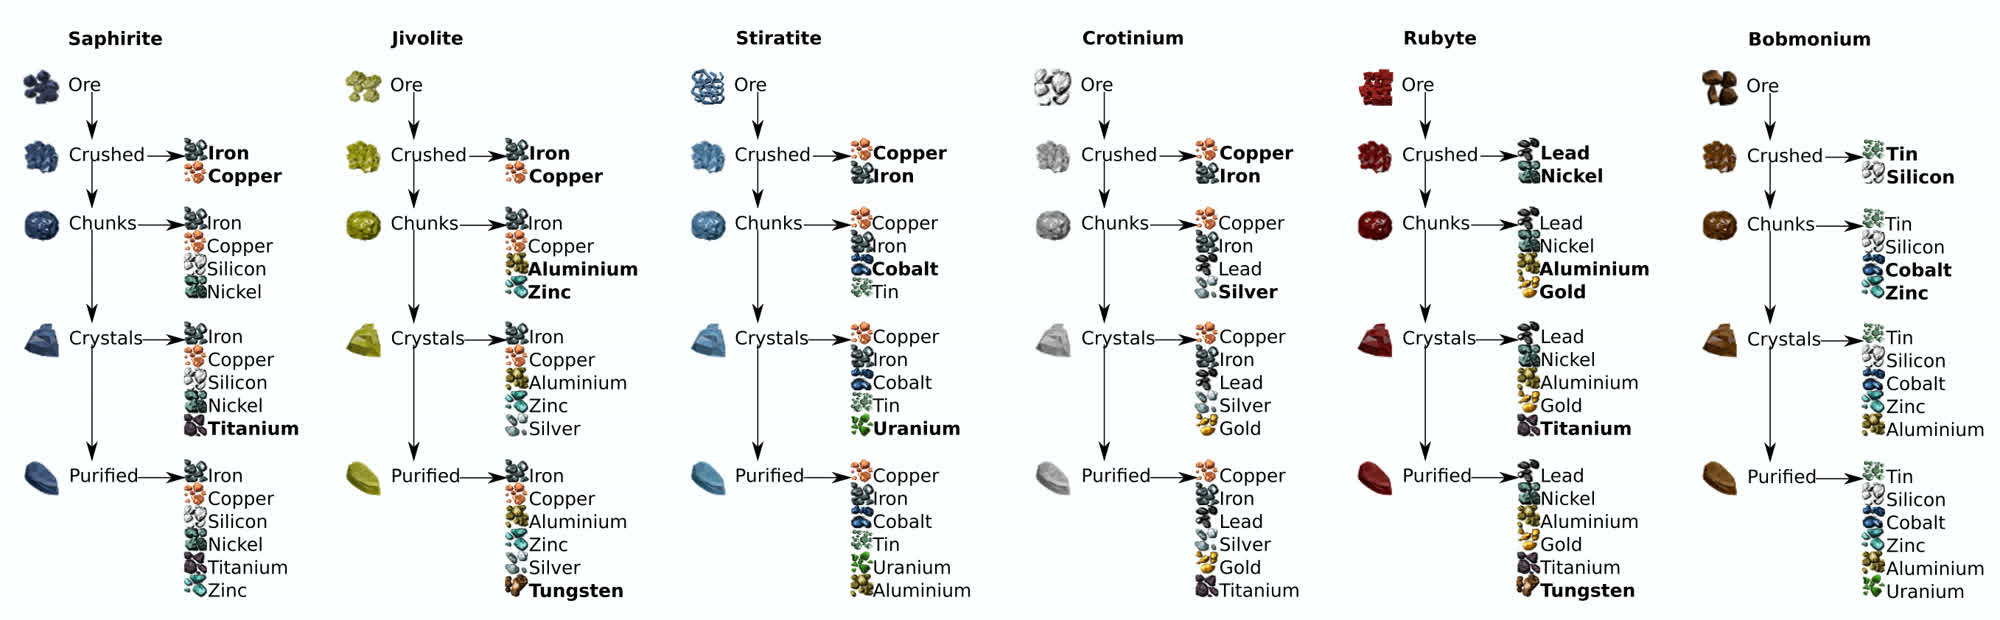 Saphirite
Ore
Crushed
Iron
Copper
Chunks
Iron
Copper
Silicon
Nickel
Crystals
Iron
Copper
Silicon
Nickel
Titanium
Purified
Iron
Copper
Silicon
Nickel
Titanium
Zinc
Jivolite
Ore
Crushed
Iron
Copper
Chunks
Iron
Copper
Aluminium
Zinc
Crystals
Iron
Copper
Aluminium
Zinc
Silver
Purified
Iron
Copper
Aluminium
Zinc
Silver
Tungsten
Stiratite
Ore
Crushed
Copper
Iron
Chunks
Copper
Iron
Cobalt
Tin
Crystals
Copper
Iron
Cobalt
Tin
Uranium
Purified
Copper
Iron
Cobalt
Tin
Uranium
Aluminium
Crotinium
Ore
Crushed
Copper
Iron
Chunks
Copper
Iron
Lead
Silver
Crystals
Copper
Iron
Lead
Silver
Gold
Purified
Copper
Iron
Lead
Silver
Gold
Titanium
Rubyte
Ore
Crushed
Lead
Nickel
Chunks
Lead
Nickel
Aluminium
Gold
Crystals
Lead
Nickel
Aluminium
Gold
Titanium
Purified
Lead
Nickel
Aluminium
Gold
Titanium
Tungsten
Bobmonium
Ore
Crushed
Tin
Silicon
Chunks
Tin
Silicon
Cobalt
Zinc
Crystals
Tin
Silicon
Cobalt
Zinc
Aluminium
Purified
Tin
Silicon
Cobalt
Zinc
Aluminium
Uranium